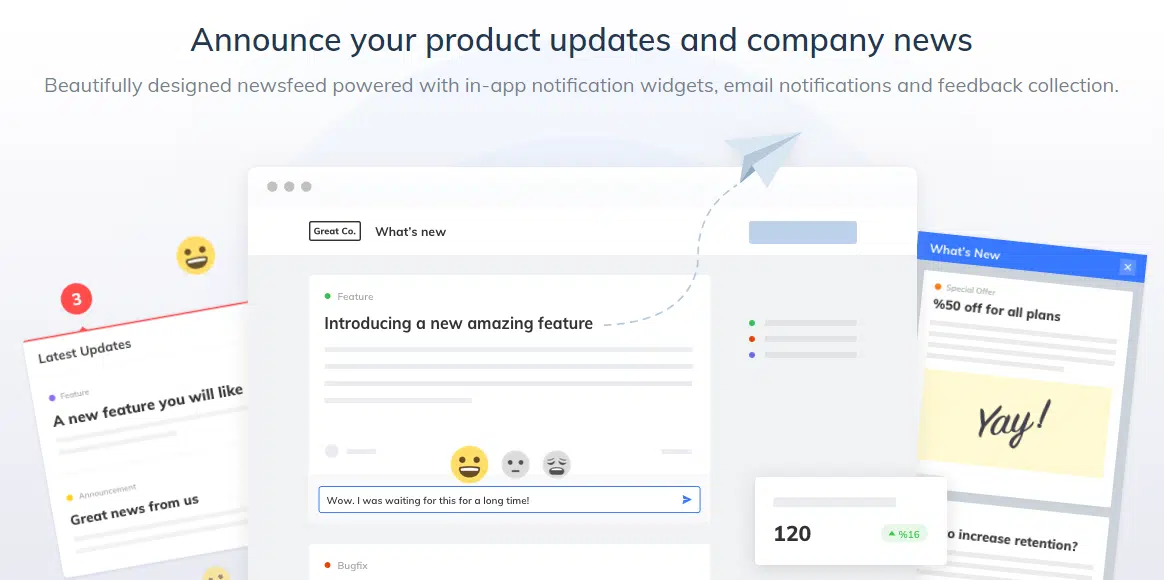 Announce your product updates and company news
Beautifully designed newsfeed powered with in-app notification widgets, email notifications and feedback collection.
3
Latest Updates
Feature
A new feature you will like
Announcement
Great news from us
Great Co.
What's new
Feature
Introducing a new amazing feature
Wow. I was waiting for this for a long time!
Bugfix
What's New
Special Offer
%50 off for all plans
Yay!
120
%16
o increase retention?